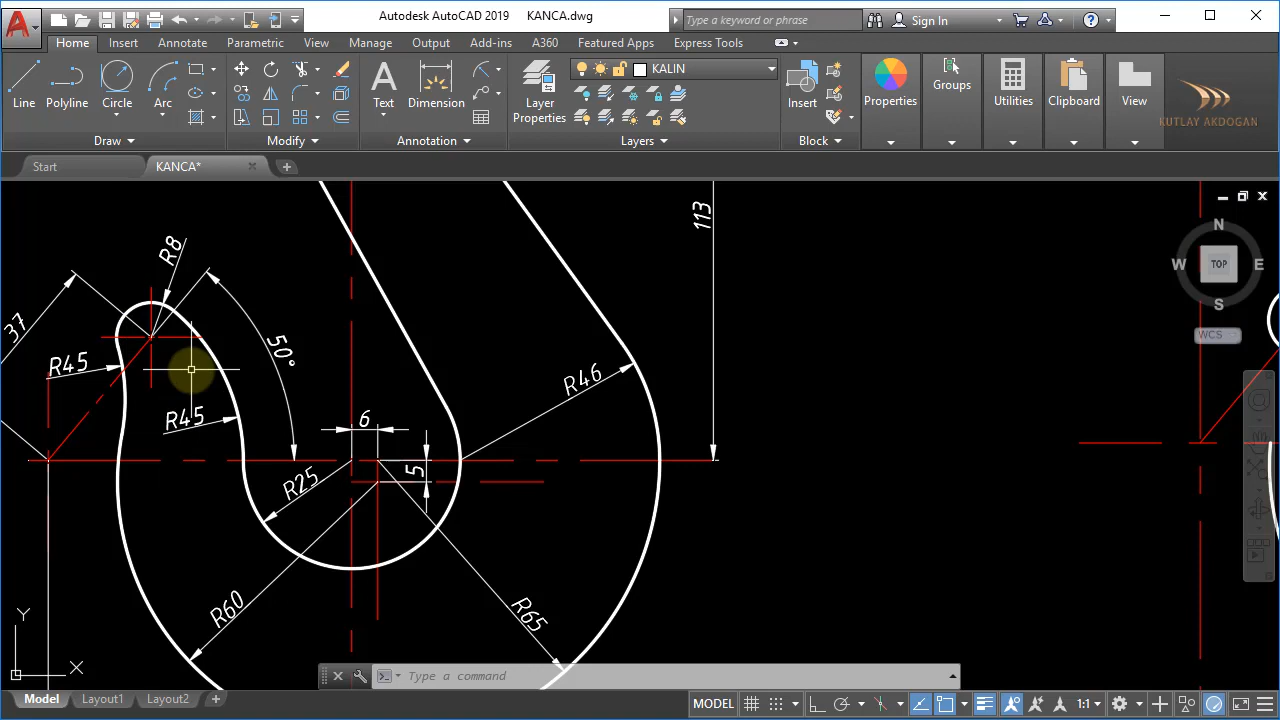 Autodesk AutoCAD 2019 KANCA.dwg
Type a keyword or phrase
Sign In
Home Insert Annotate Parametric View Manage Output Add-ins A360 Featured Apps Express Tools
KALIN
Line Polyline Circle Arc Text Dimension Layer Properties Insert Properties Groups Utilities Clipboard View
KUTLAY AKDOGAN
Draw Modify Annotation Layers Block
Start KANCA*
113
R8
37
50°
R45
R46
R45
6
5
R25
R60
R65
N
W TOP E
S
WCS
Y
X
Type a command
Model Layout1 Layout2
MODEL 1:1